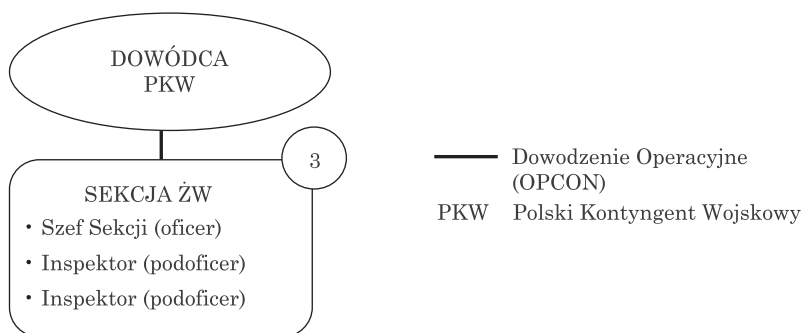 DOWÓDCA
PKW
3
SEKCJA ŻW
• Szef Sekcji (oficer)
• Inspektor (podoficer)
• Inspektor (podoficer)
Dowodzenie Operacyjne
(OPCON)
PKW Polski Kontyngent Wojskowy